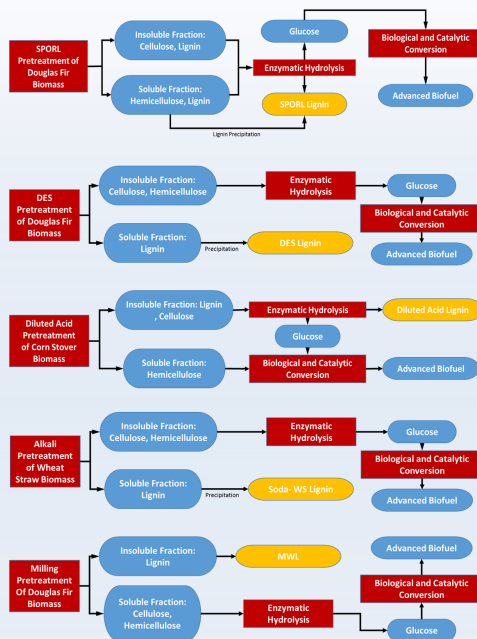 SPORL
Pretreatment of
Douglas Fir
Biomass
Insoluble Fraction:
Cellulose, Lignin
Soluble Fraction:
Hemicellulose, Lignin
Glucose
Enzymatic Hydrolysis
SPORL Lignin
Lignin Precipitation
Biological and Catalytic
Conversion
Advanced Biofuel
DES
Pretreatment
of Douglas Fir
Biomass
Insoluble Fraction:
Cellulose, Hemicellulose
Soluble Fraction:
Lignin
Enzymatic
Hydrolysis
Precipitation
DES Lignin
Glucose
Biological and Catalytic
Conversion
Advanced Biofuel
Diluted Acid
Pretreatment
of Corn Stover
Biomass
Insoluble Fraction: Lignin
, Cellulose
Soluble Fraction:
Hemicellulose
Enzymatic Hydrolysis
Glucose
Biological and Catalytic
Conversion
Diluted Acid Lignin
Advanced Biofuel
Alkali
Pretreatment
of Wheat
Straw Biomass
Insoluble Fraction:
Cellulose, Hemicellulose
Soluble Fraction:
Lignin
Enzymatic
Hydrolysis
Precipitation
Soda- WS Lignin
Glucose
Biological and Catalytic
Conversion
Advanced Biofuel
Milling
Pretreatment
Of Douglas Fir
Biomass
Insoluble Fraction:
Lignin
MWL
Soluble Fraction:
Cellulose,
Hemicellulose
Enzymatic
Hydrolysis
Advanced Biofuel
Biological and Catalytic
Conversion
Glucose